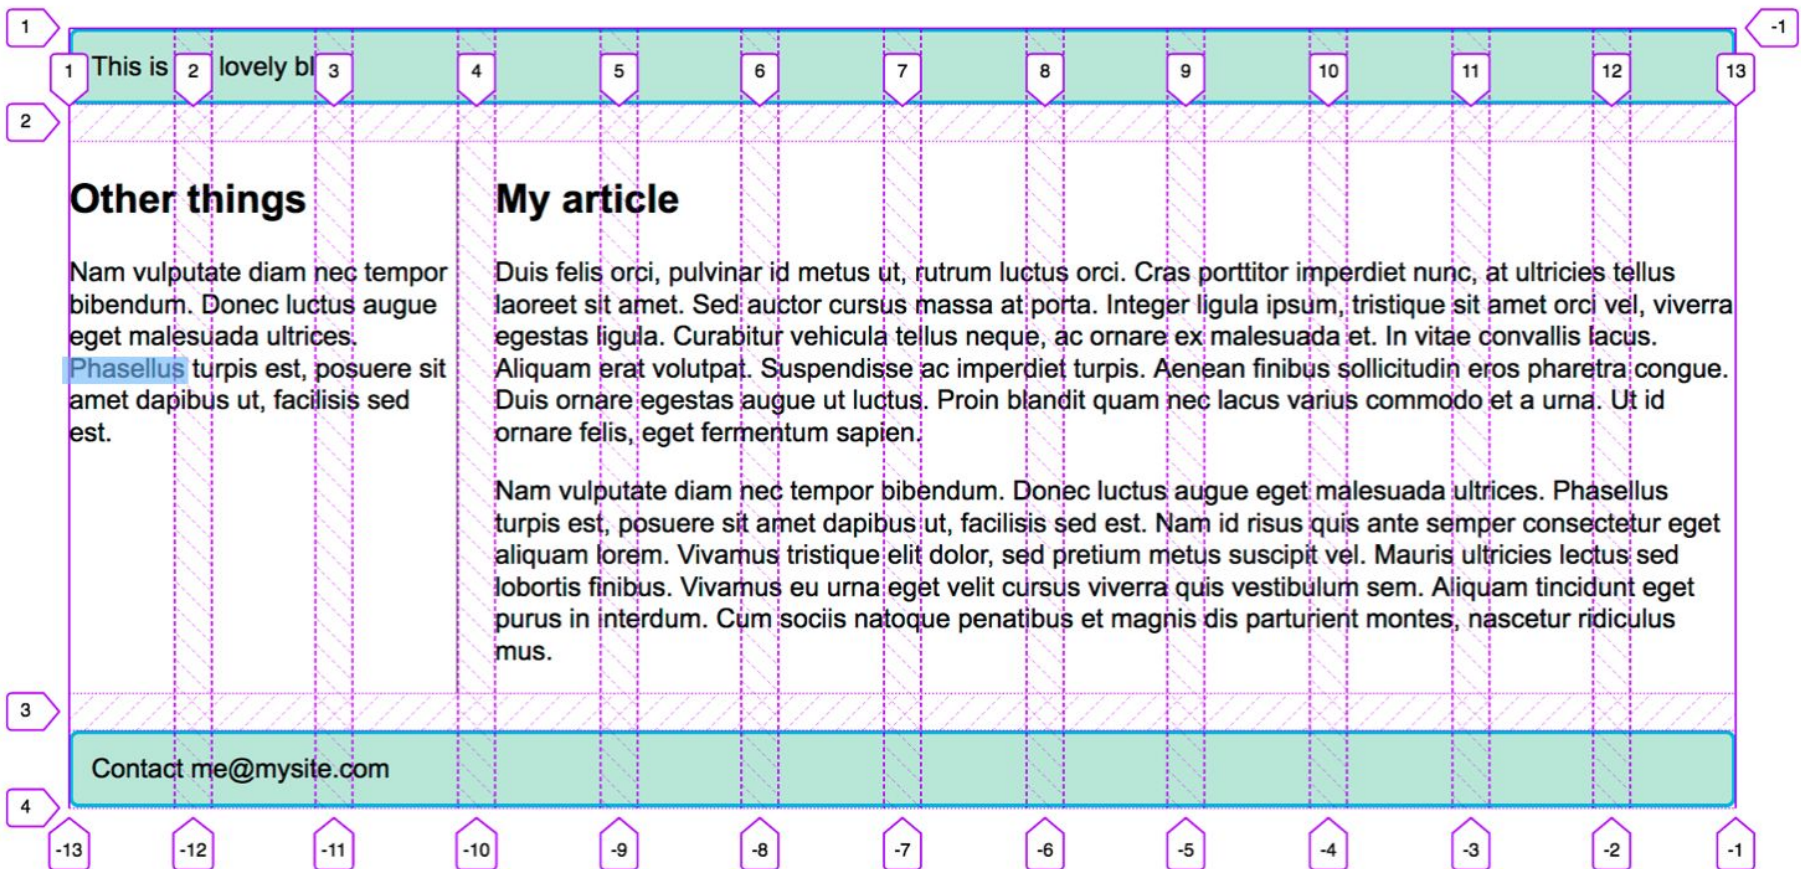 1
-1
1 This is 2 lovely bl 3 4 5 6 7 8 9 10 11 12 13
2
Other things
Nam vulputate diam nec tempor
bibendum. Donec luctus augue
eget malesuada ultrices.
Phasellus turpis est, posuere sit
amet dapibus ut, facilisis sed
est.
My article
Duis felis orci, pulvinar id metus ut, rutrum luctus orci. Cras porttitor imperdiet nunc, at ultricies tellus
laoreet sit amet. Sed auctor cursus massa at porta. Integer ligula ipsum, tristique sit amet orci vel, viverra
egestas ligula. Curabitur vehicula tellus neque, ac ornare ex malesuada et. In vitae convallis lacus.
Aliquam erat volutpat. Suspendisse ac imperdiet turpis. Aenean finibus sollicitudin eros pharetra congue.
Duis ornare egestas augue ut luctus. Proin blandit quam nec lacus varius commodo et a urna. Ut id
ornare felis, eget fermentum sapien.
Nam vulputate diam nec tempor bibendum. Donec luctus augue eget malesuada ultrices. Phasellus
turpis est, posuere sit amet dapibus ut, facilisis sed est. Nam id risus quis ante semper consectetur eget
aliquam lorem. Vivamus tristique elit dolor, sed pretium metus suscipit vel. Mauris ultricies lectus sed
lobortis finibus. Vivamus eu urna eget velit cursus viverra quis vestibulum sem. Aliquam tincidunt eget
purus in interdum. Cum sociis natoque penatibus et magnis dis parturient montes, nascetur ridiculus
mus.
3
Contact me@mysite.com
4
-13 -12 -11 -10 -9 -8 -7 -6 -5 -4 -3 -2 -1